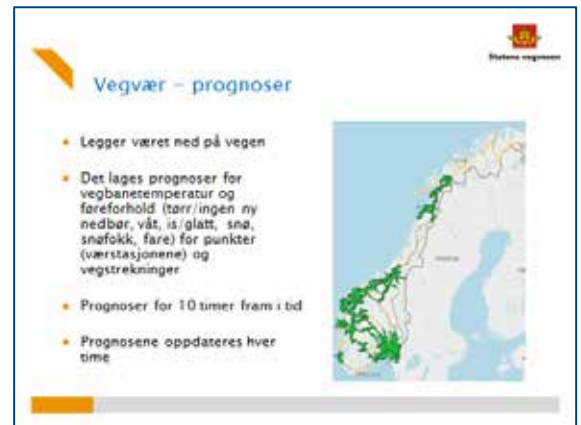 Statens vegvesen
Vegvær – prognoser
Legger været ned på vegen
Det lages prognoser for
vegbanetemperatur og
føreforhold (tørr/ingen ny
nedbør, våt, is/glatt, snø,
snøfokk, fare) for punkter
(værstasjonene) og
vegstrekninger
Prognoser for 10 timer fram i tid
Prognosene oppdateres hver
time